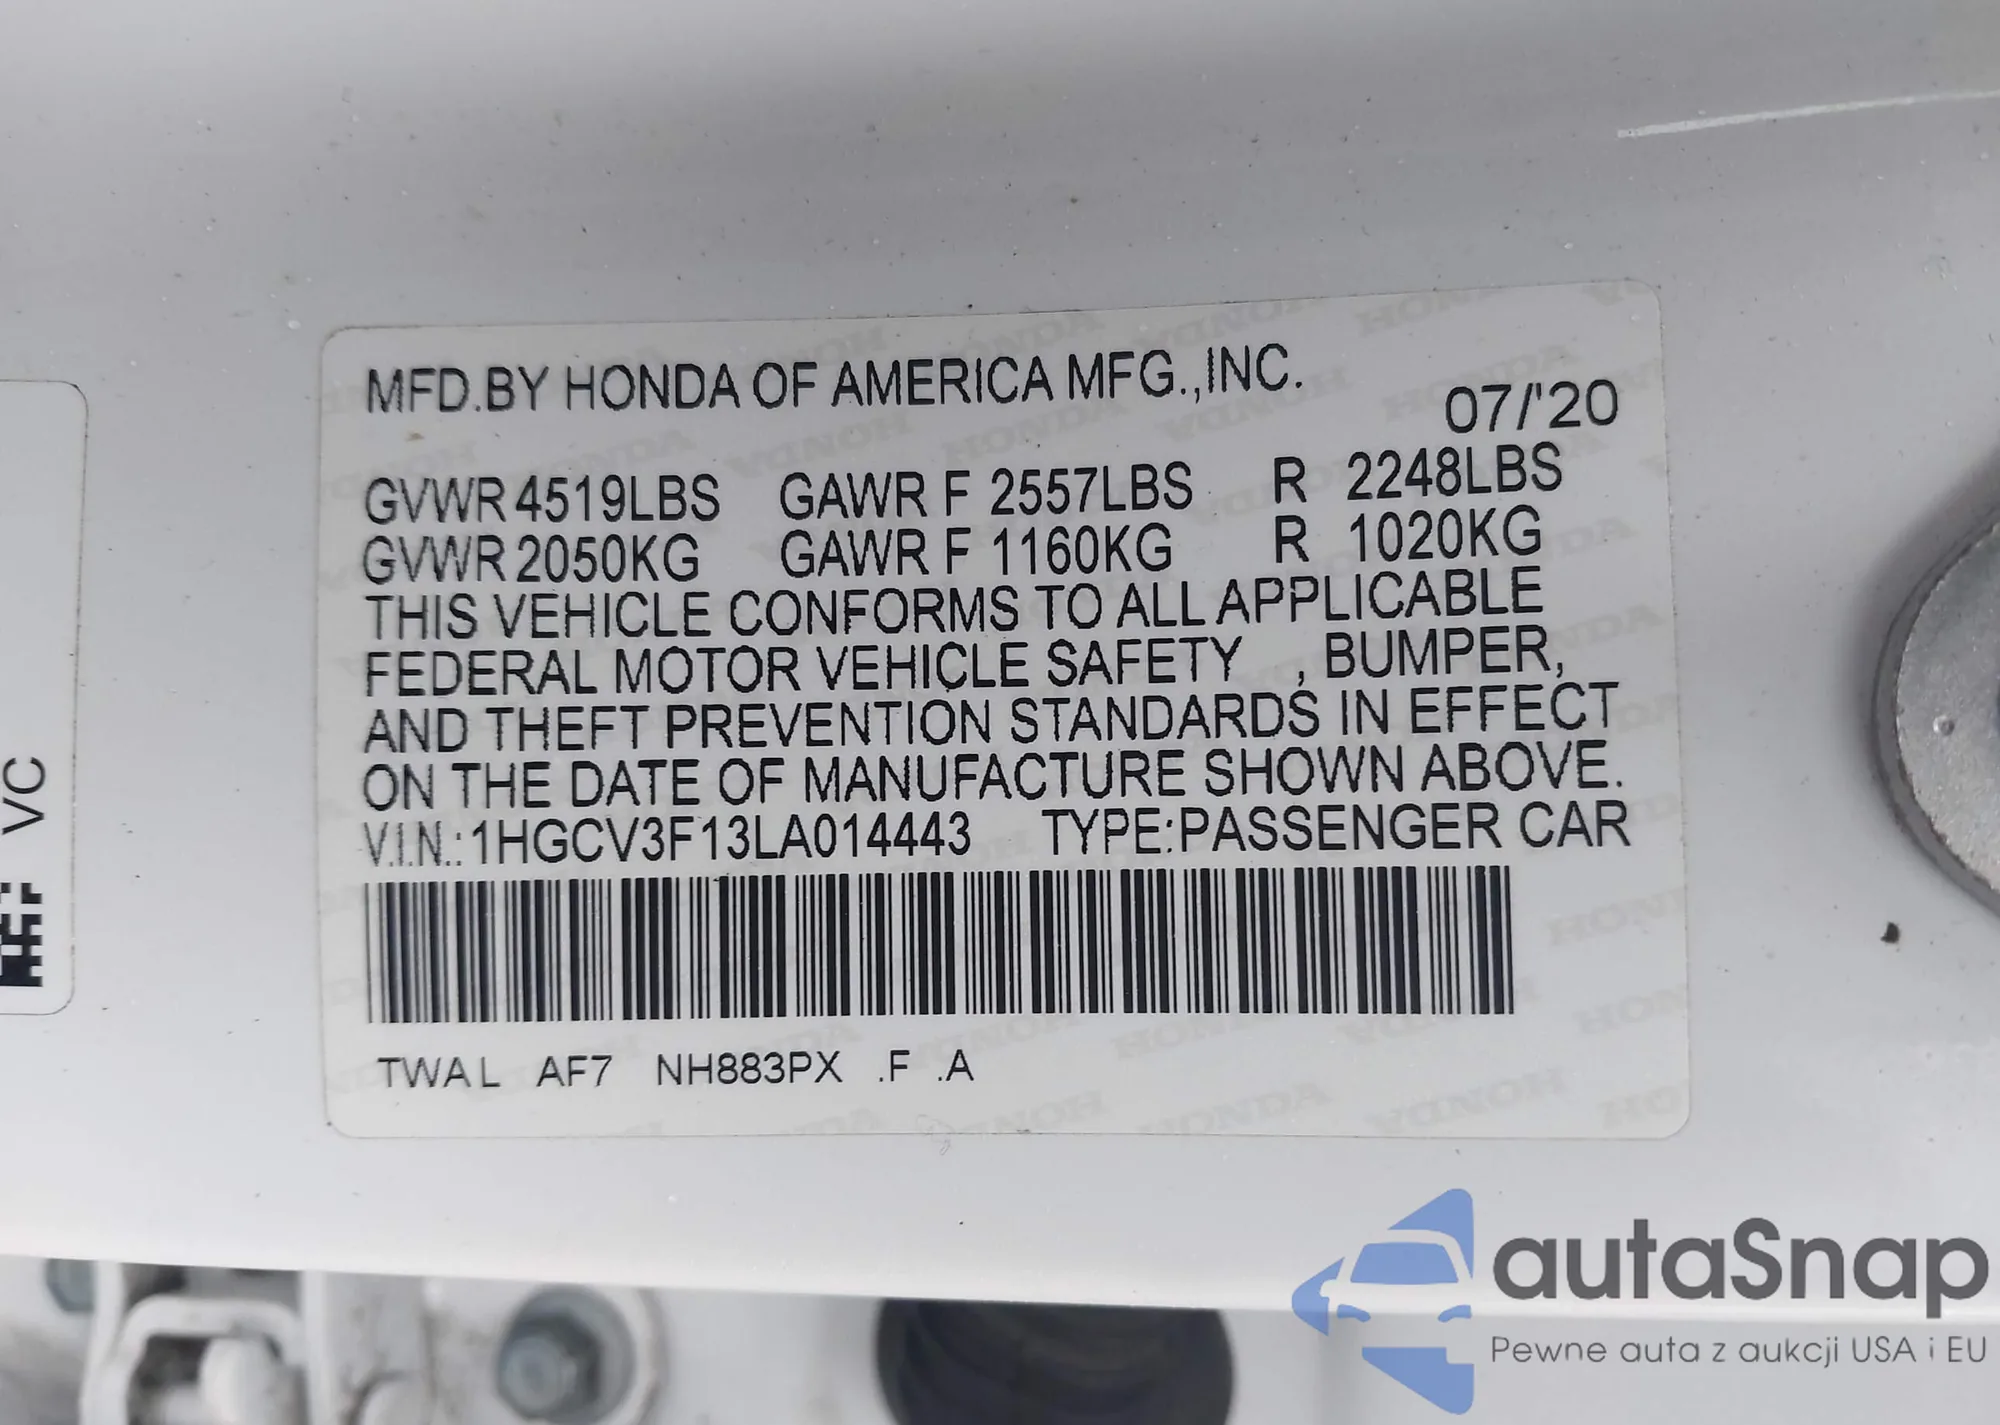 MFD.BY HONDA OF AMERICA MFG.,INC.
07/'20
GVWR 4519LBS GAWR F 2557LBS R 2248LBS
GVWR 2050KG GAWR F 1160KG R 1020KG
THIS VEHICLE CONFORMS TO ALL APPLICABLE
FEDERAL MOTOR VEHICLE SAFETY , BUMPER,
AND THEFT PREVENTION STANDARDS IN EFFECT
ON THE DATE OF MANUFACTURE SHOWN ABOVE.
V.I.N.: 1HGCV3F13LA014443 TYPE:PASSENGER CAR
TWAL AF7 NH883PX .F .A
VC
autaSnap
Pewne auta z aukcji USA i EU